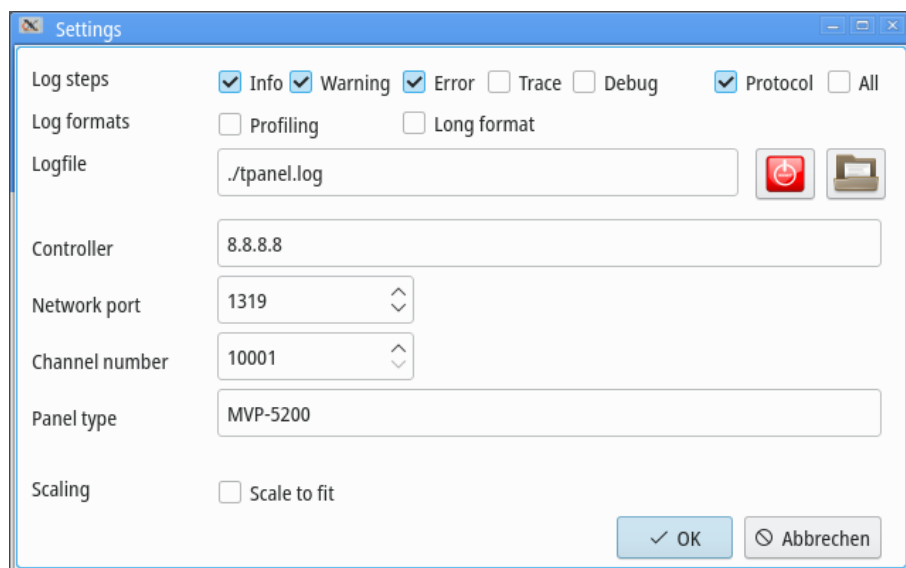 Settings
Log steps Info Warning Error Trace Debug Protocol All
Log formats Profiling Long format
Logfile ./tpanel.log
Controller 8.8.8.8
Network port 1319
Channel number 10001
Panel type MVP-5200
Scaling Scale to fit
OK Abbrechen